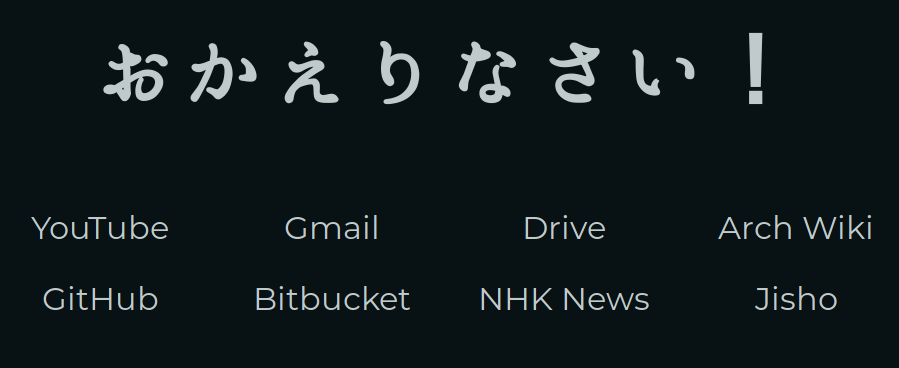 おかえりなさい！
YouTube Gmail Drive Arch Wiki
GitHub Bitbucket NHK News Jisho